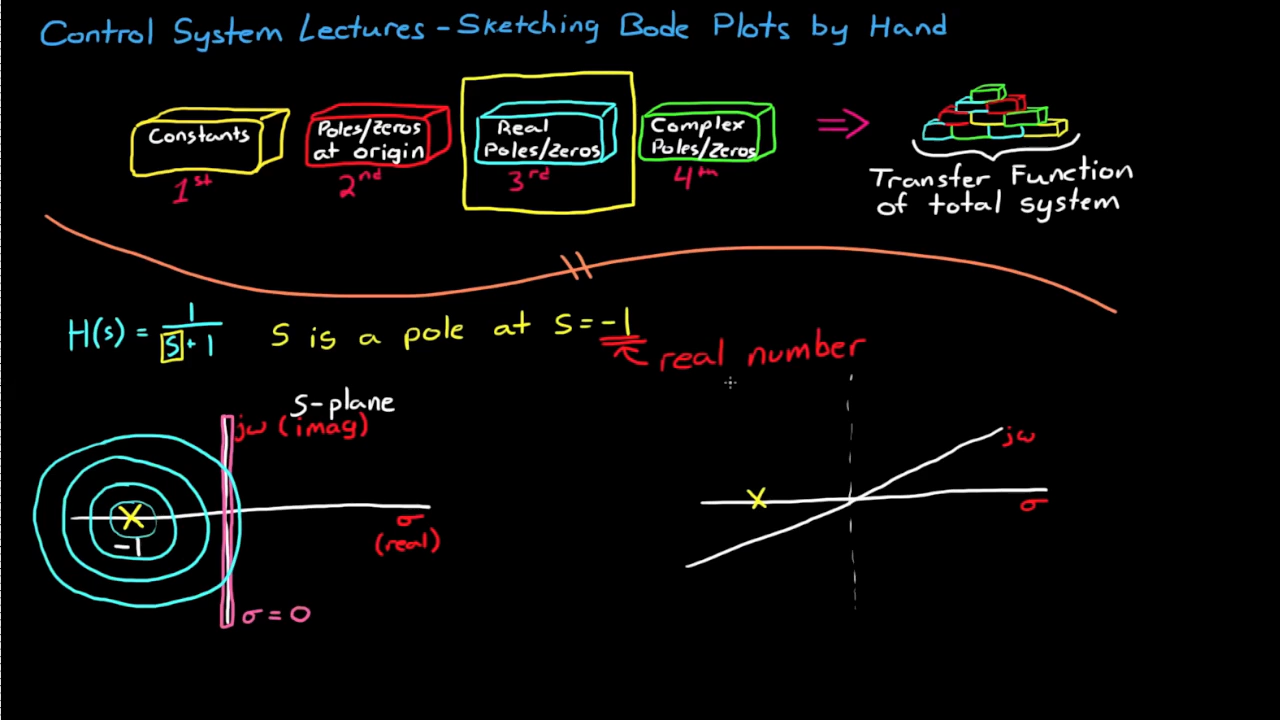 Control System Lectures - Sketching Bode Plots by Hand
Constants
1st
Poles/Zeros
at origin
2nd
Real
Poles/Zeros
3rd
Complex
Poles/Zeros
4th
⇒
Transfer Function
of total system
H(s) = 1/(s+1)
S is a pole at s = -1
real number
S-plane
jω (imag)
-1
σ
(real)
σ = 0
jω
σ